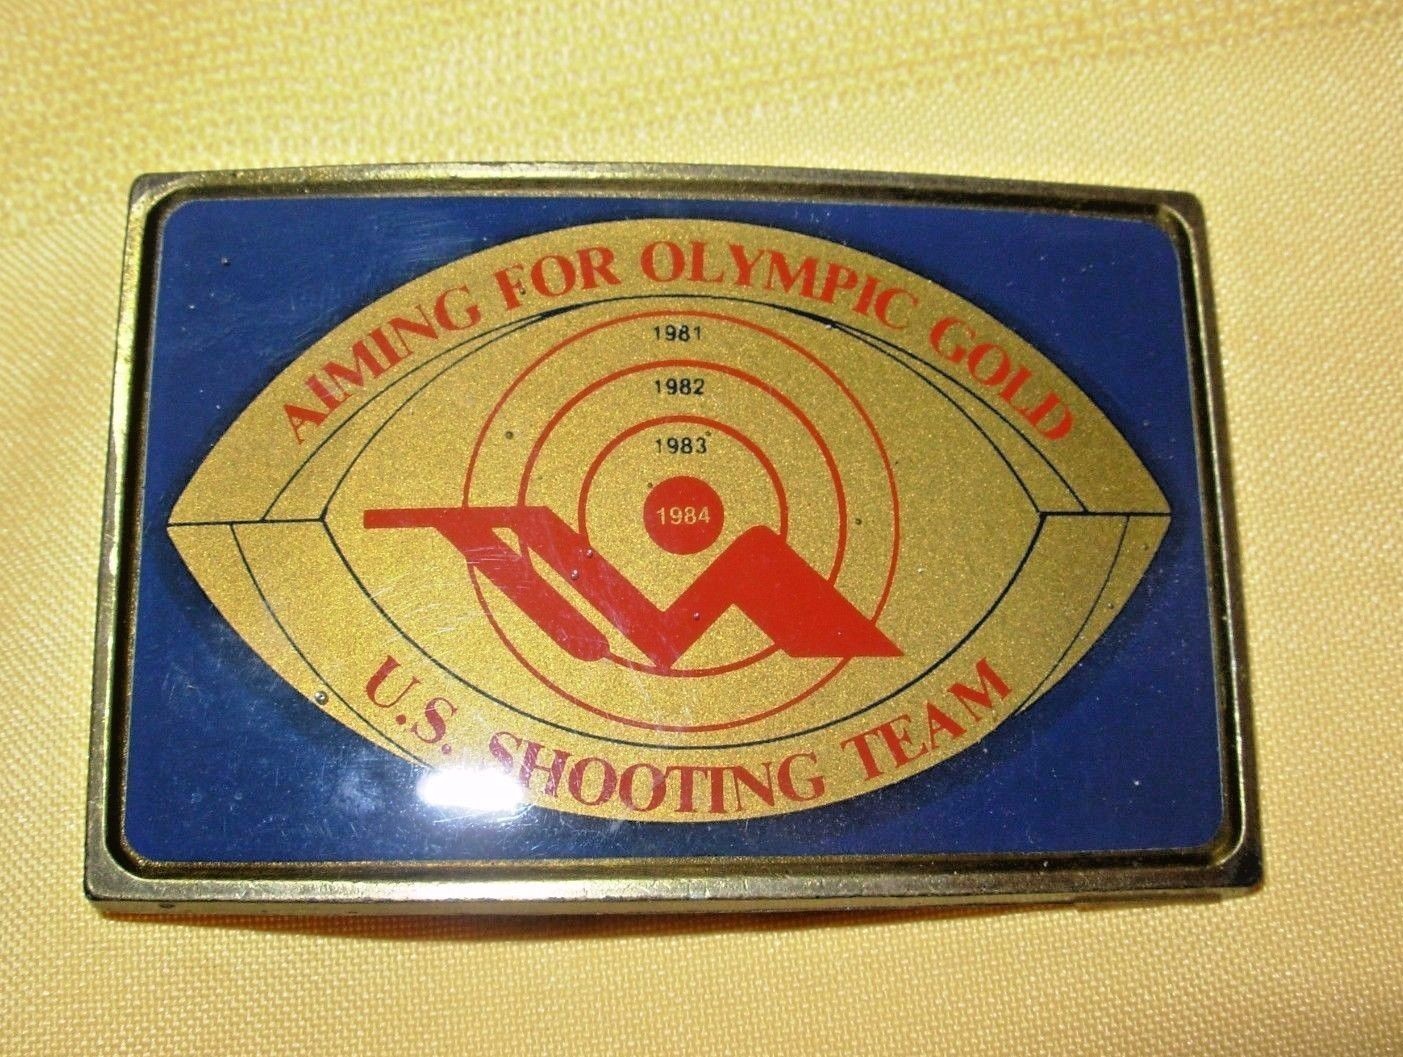 AIMING FOR OLYMPIC GOLD
1981
1982
1983
1984
U.S. SHOOTING TEAM